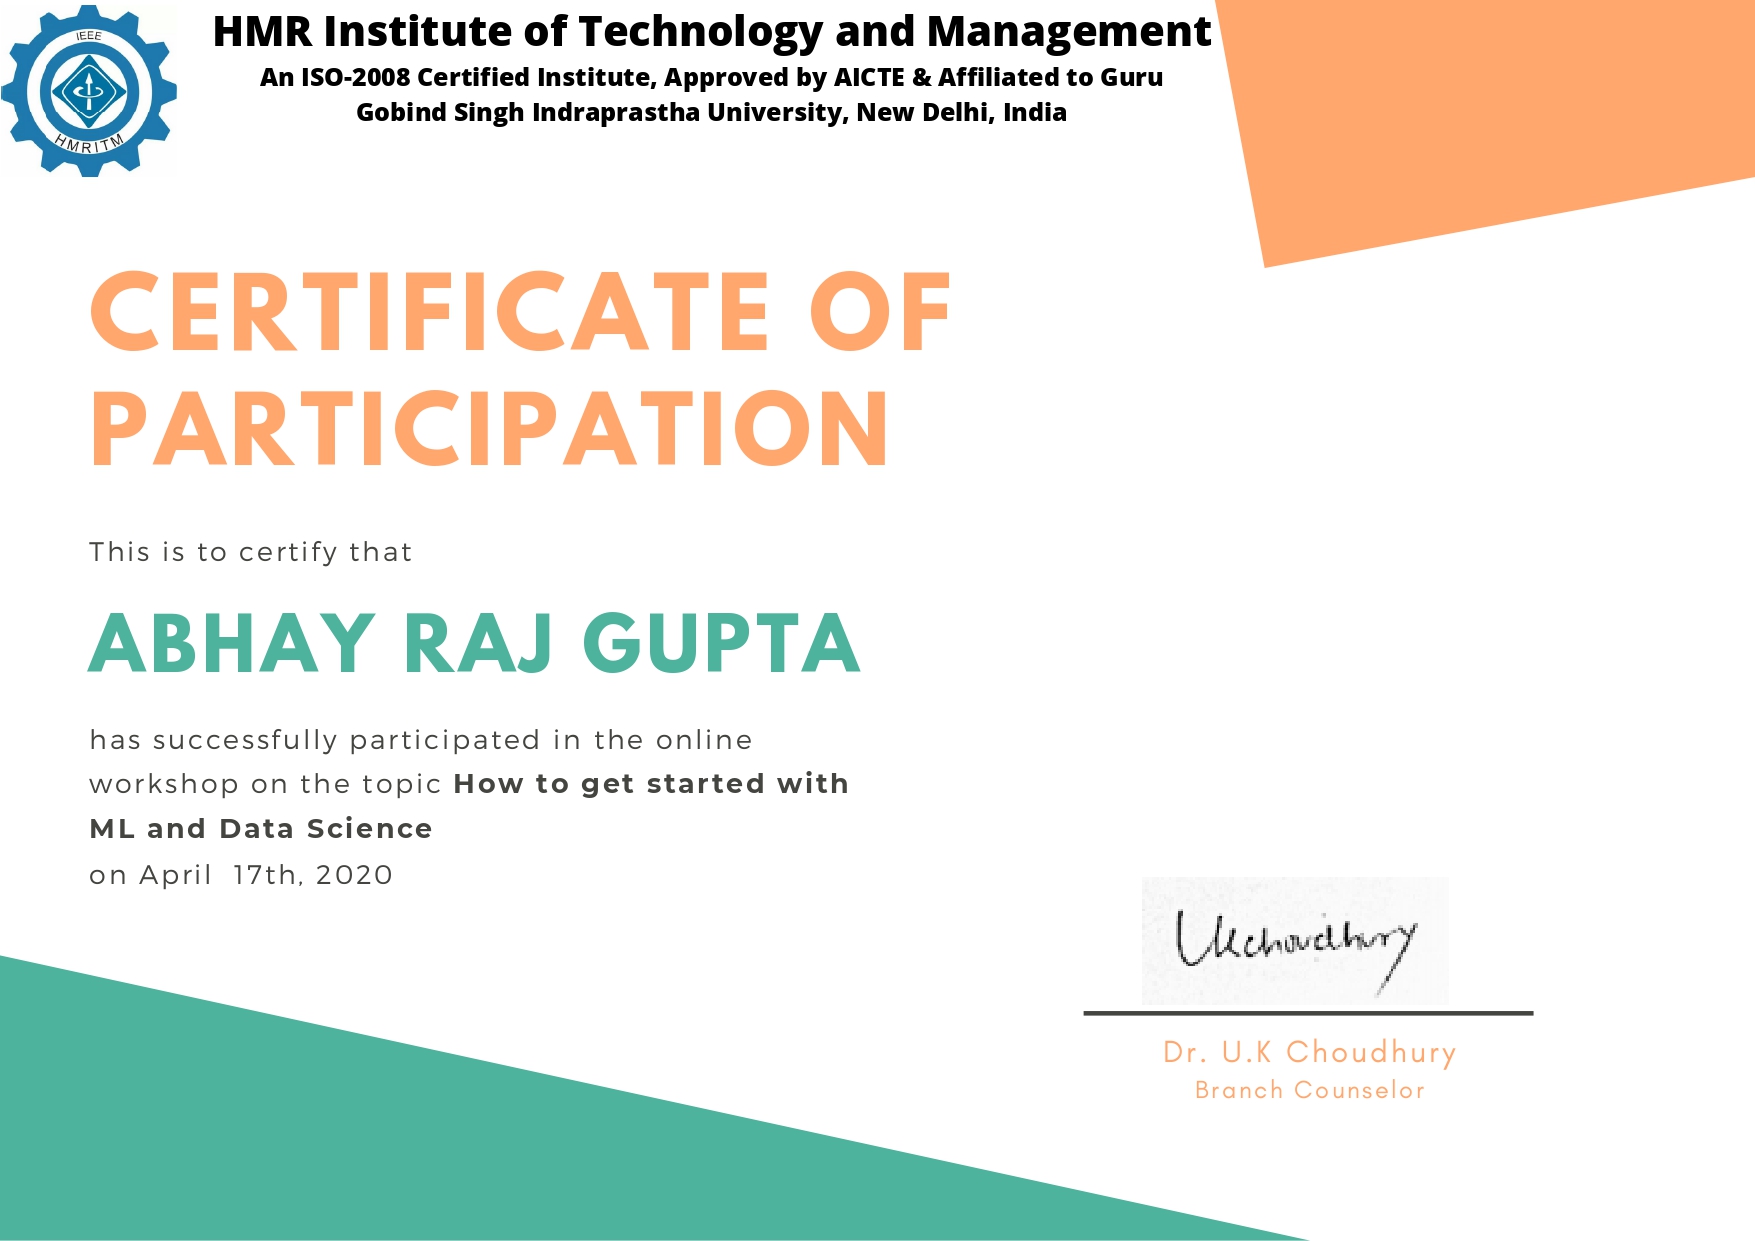 IEEE
HMRITM
HMR Institute of Technology and Management
An ISO-2008 Certified Institute, Approved by AICTE & Affiliated to Guru
Gobind Singh Indraprastha University, New Delhi, India
CERTIFICATE OF
PARTICIPATION
This is to certify that
ABHAY RAJ GUPTA
has successfully participated in the online
workshop on the topic How to get started with
ML and Data Science
on April 17th, 2020
UKchoudhury
Dr. U.K Choudhury
Branch Counselor